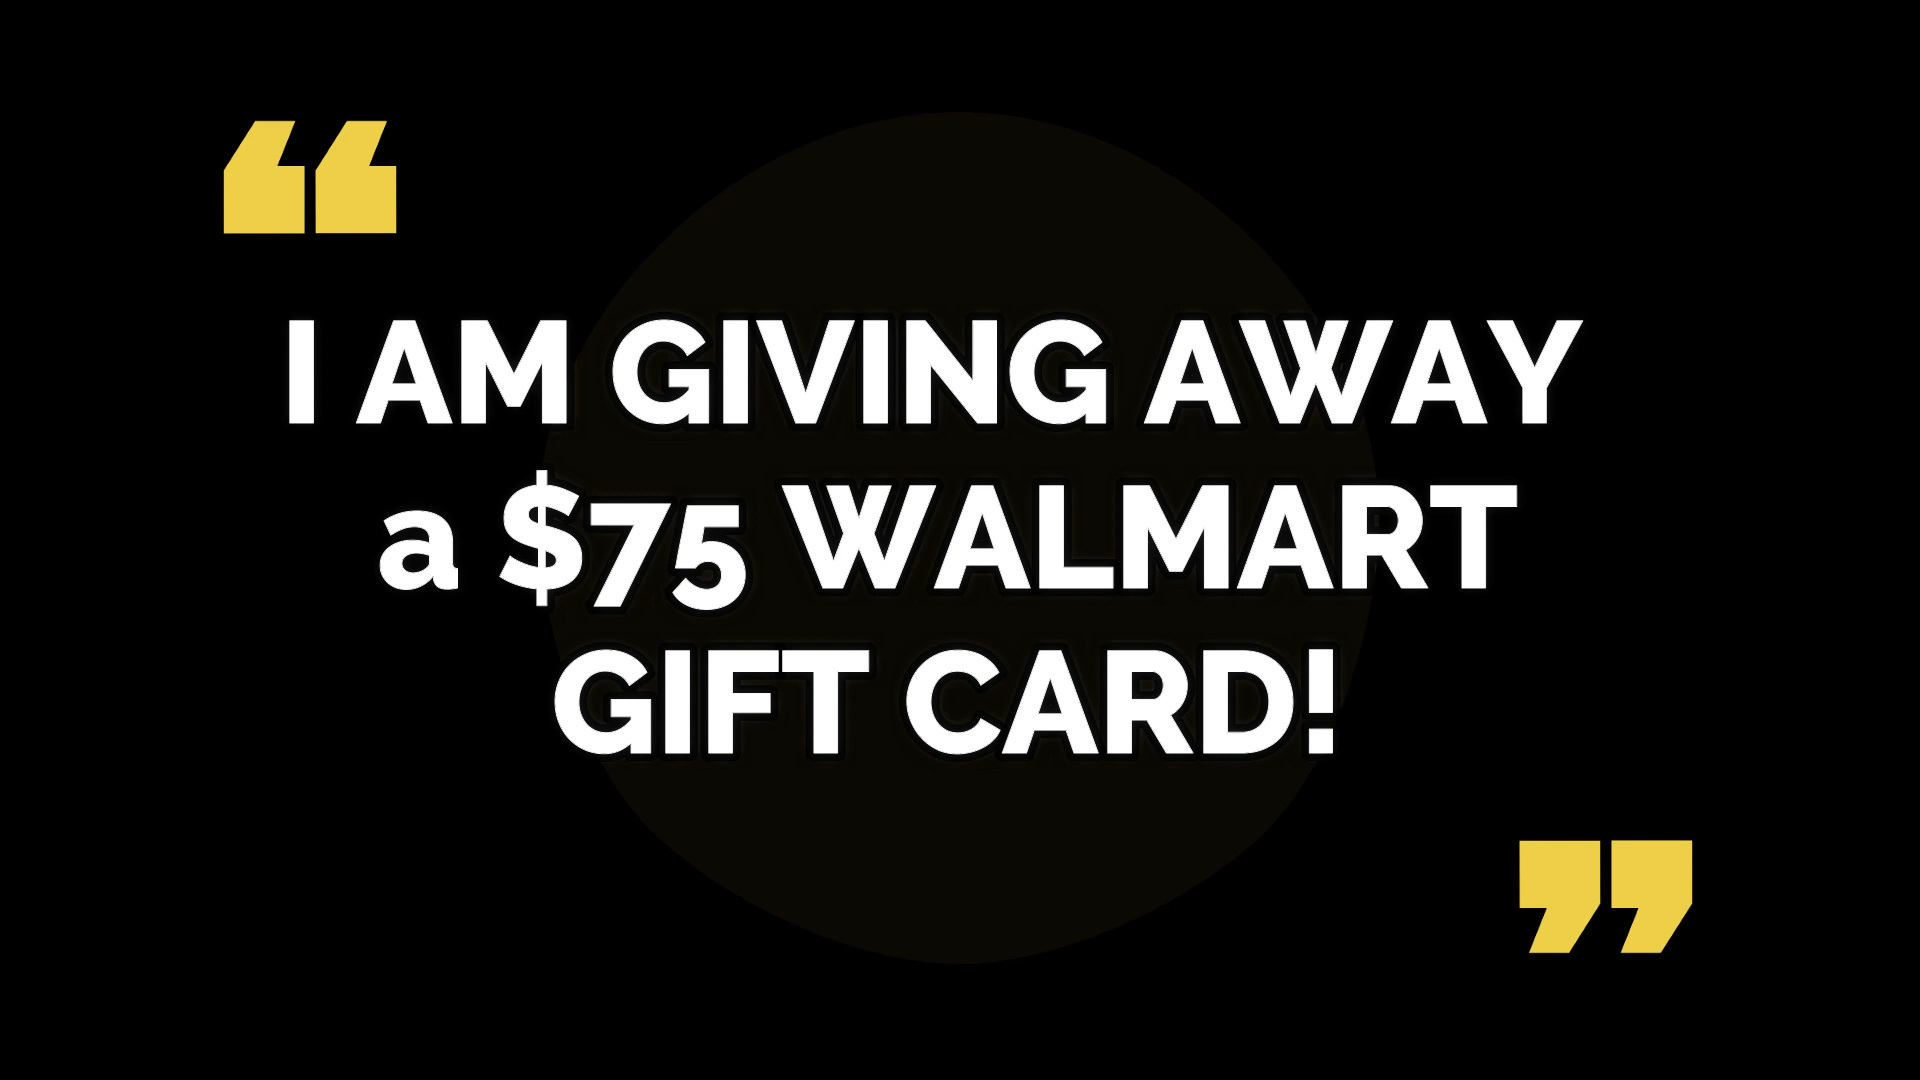 “
I AM GIVING AWAY
a $75 WALMART
GIFT CARD!
”